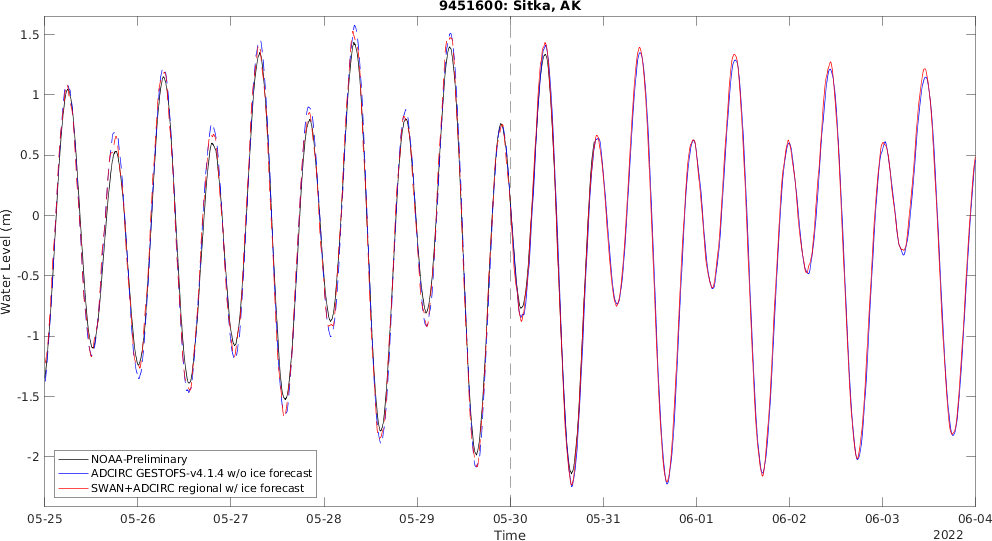 9451600: Sitka, AK
1.5
1
0.5
0
-0.5
-1
-1.5
-2
Water Level (m)
NOAA-Preliminary
ADCIRC GESTOFS-v4.1.4 w/o ice forecast
SWAN+ADCIRC regional w/ ice forecast
05-25 05-26 05-27 05-28 05-29 05-30 05-31 06-01 06-02 06-03 06-04
Time
2022